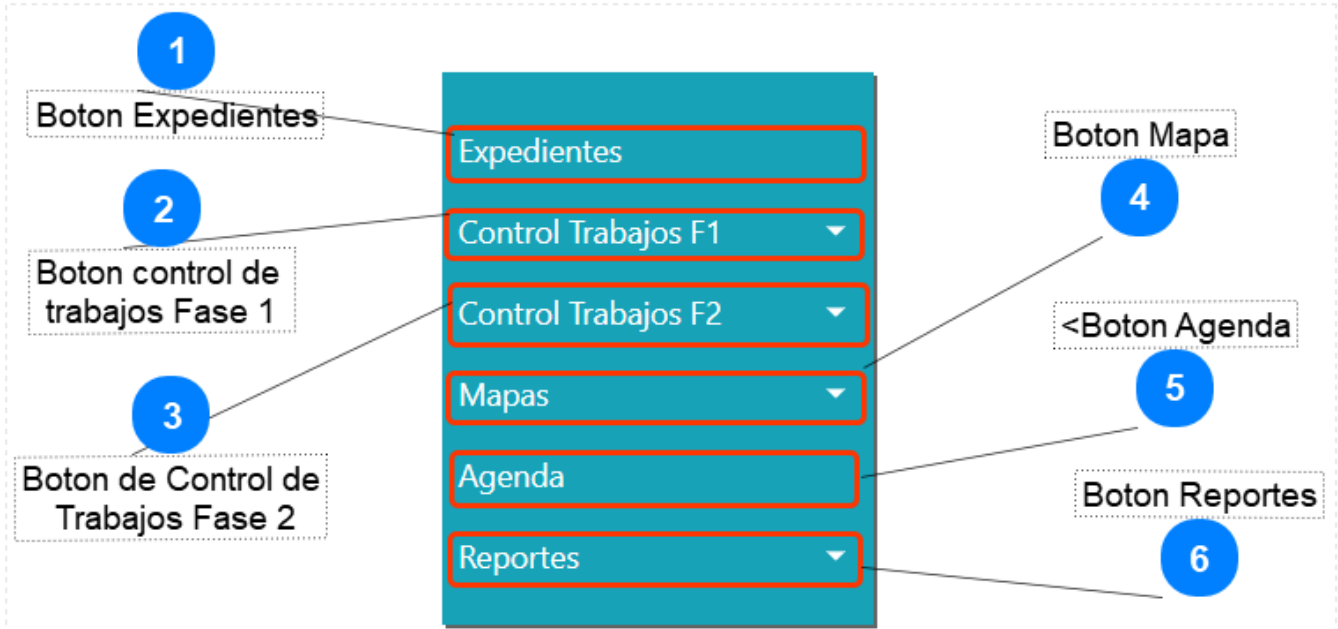 1
Boton Expedientes
2
Boton control de
trabajos Fase 1
3
Boton de Control de
Trabajos Fase 2
Expedientes
Control Trabajos F1
Control Trabajos F2
Mapas
Agenda
Reportes
Boton Mapa
4
<Boton Agenda
5
Boton Reportes
6